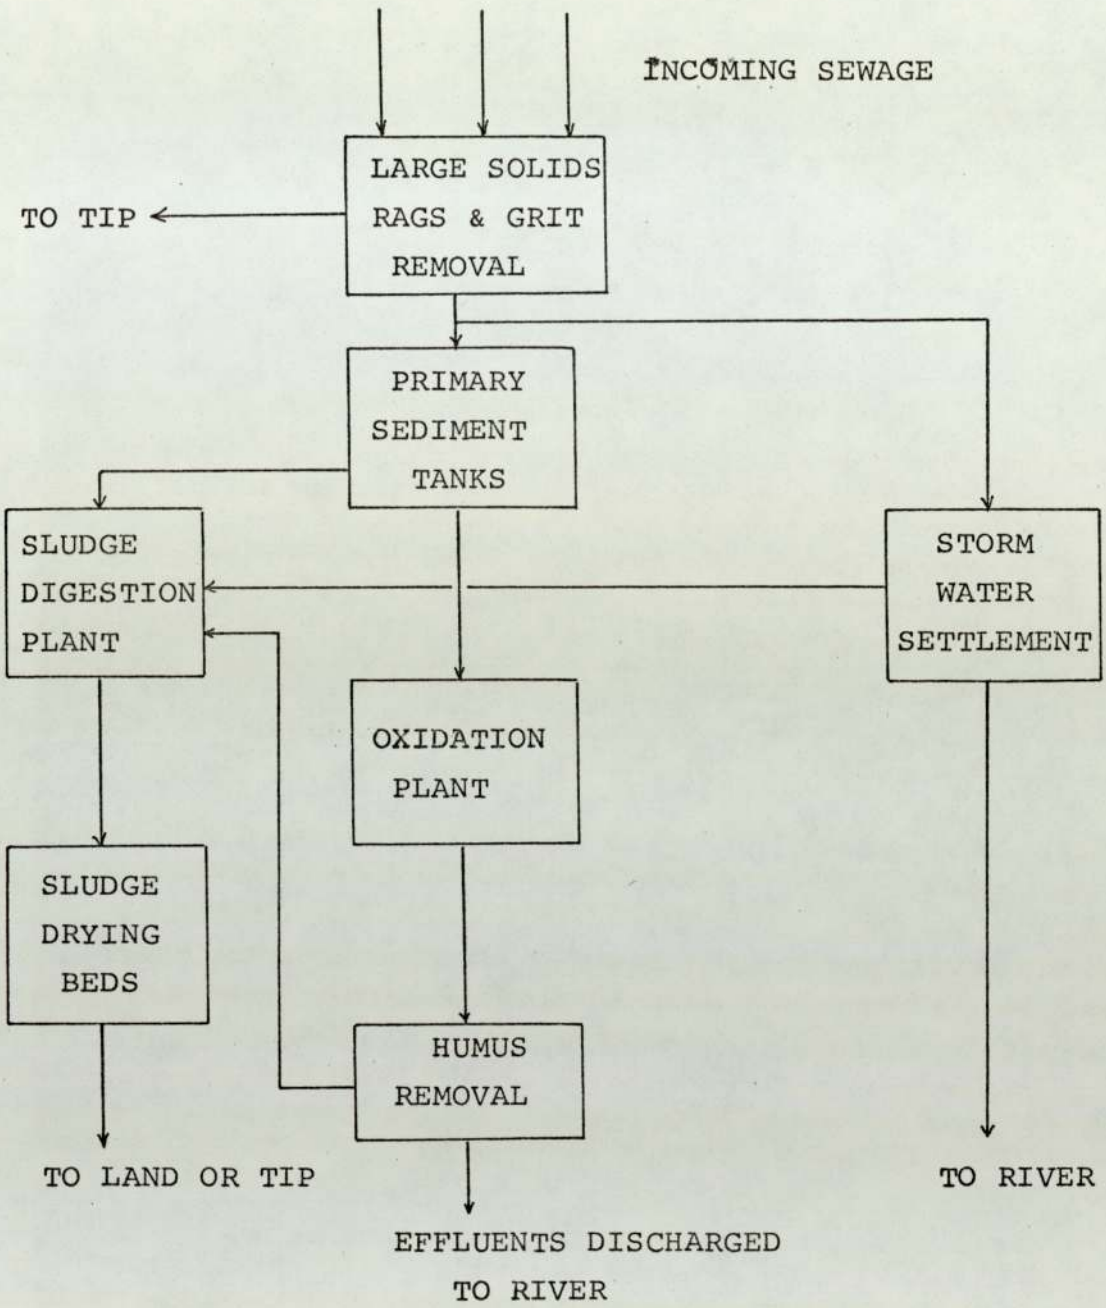 INCOMING SEWAGE
LARGE SOLIDS
RAGS & GRIT
REMOVAL
TO TIP
PRIMARY
SEDIMENT
TANKS
SLUDGE
DIGESTION
PLANT
STORM
WATER
SETTLEMENT
OXIDATION
PLANT
SLUDGE
DRYING
BEDS
HUMUS
REMOVAL
TO LAND OR TIP
TO RIVER
EFFLUENTS DISCHARGED
TO RIVER